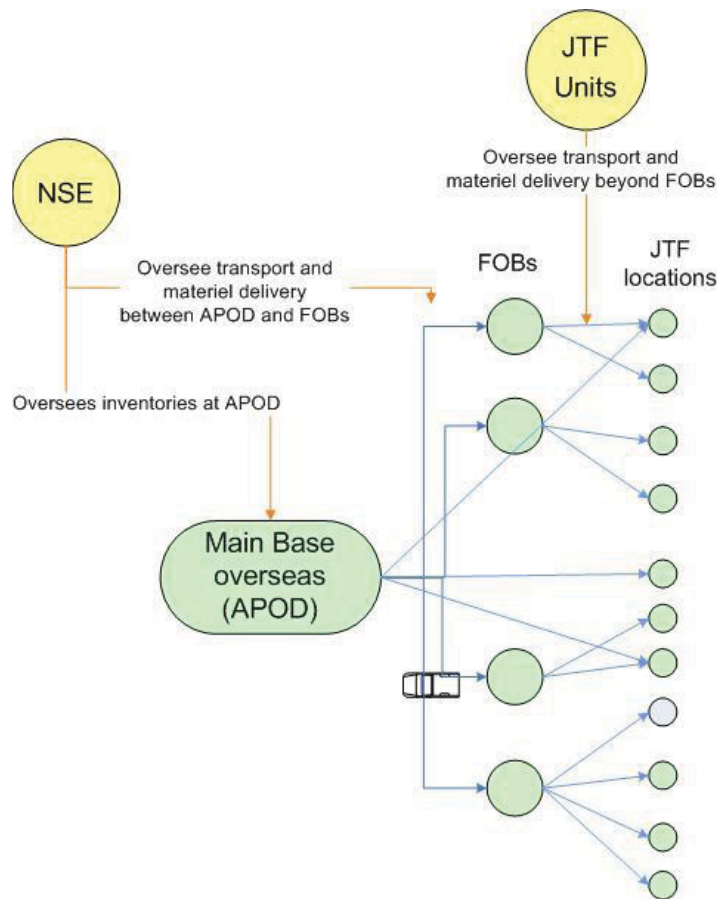 JTF
Units
Oversee transport and
materiel delivery beyond FOBs
NSE
Oversee transport and
materiel delivery
between APOD and FOBs
FOBs
JTF
locations
Oversees inventories at APOD
Main Base
overseas
(APOD)